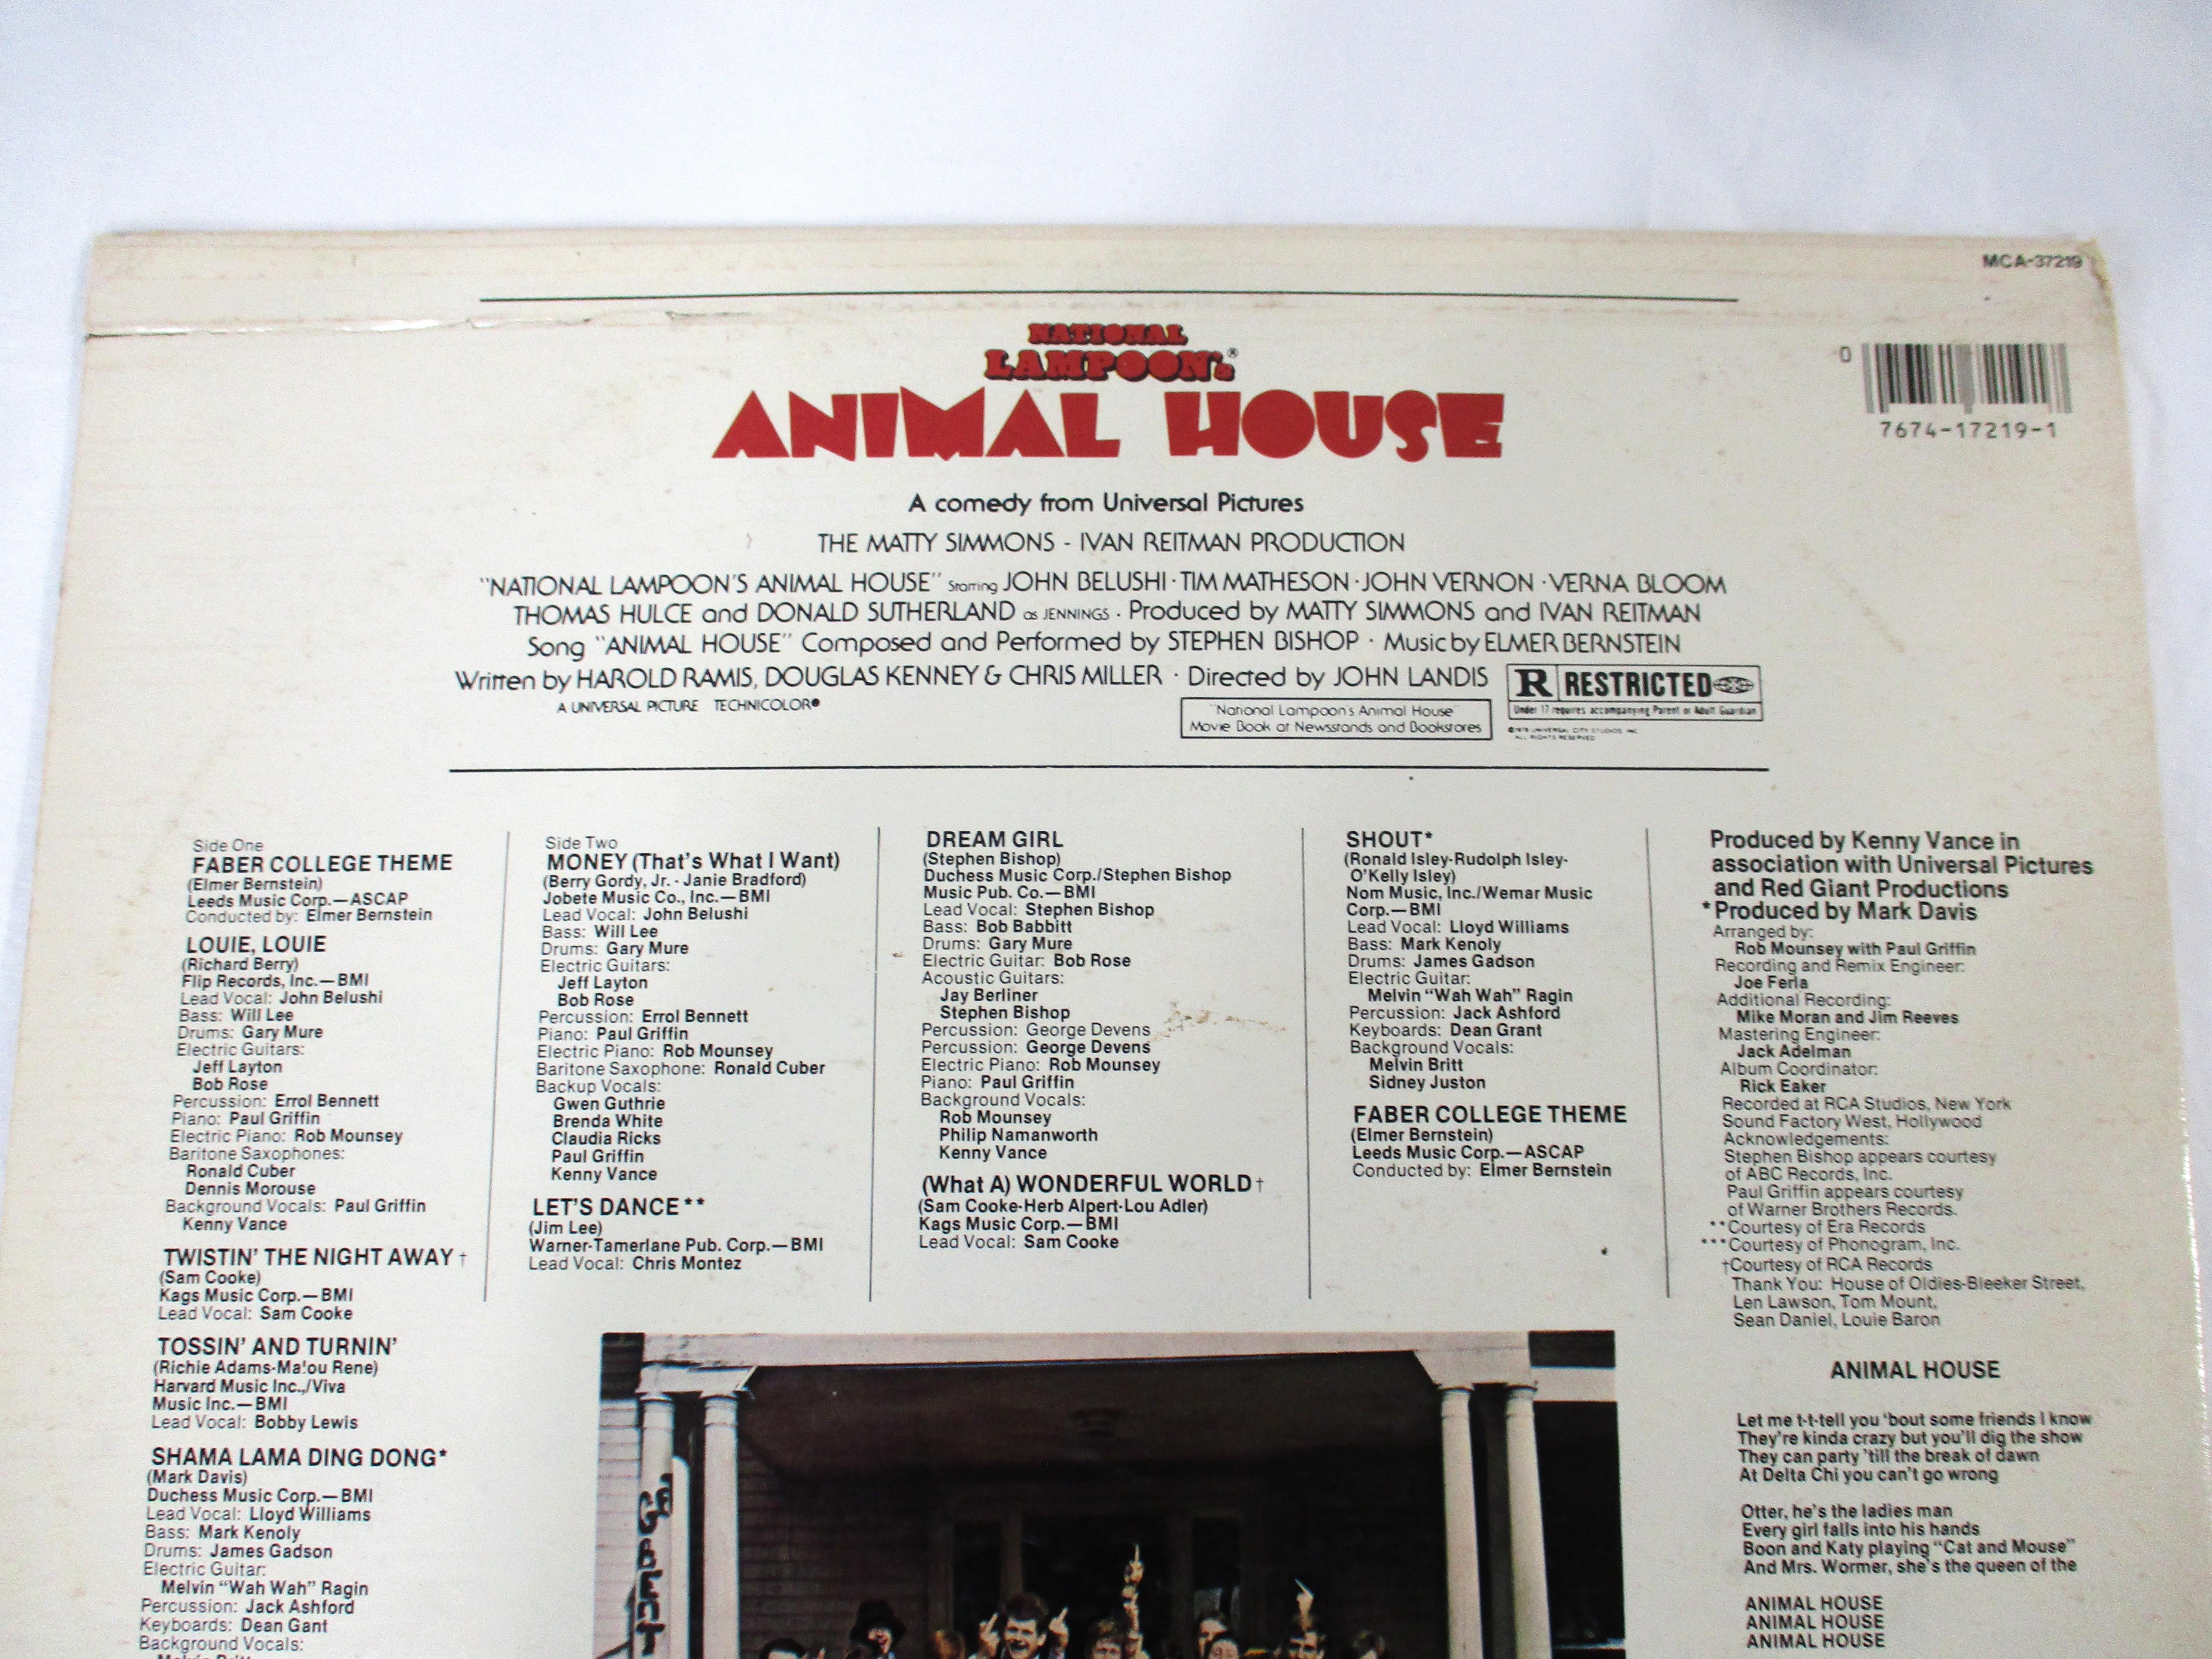 MCA-37219
NATIONAL
LAMPOON'S®
ANIMAL HOUSE
0
7674-17219-1
A comedy from Universal Pictures
THE MATTY SIMMONS - IVAN REITMAN PRODUCTION
"NATIONAL LAMPOON'S ANIMAL HOUSE" Starring JOHN BELUSHI · TIM MATHESON · JOHN VERNON · VERNA BLOOM
THOMAS HULCE and DONALD SUTHERLAND as JENNINGS · Produced by MATTY SIMMONS and IVAN REITMAN
Song "ANIMAL HOUSE" Composed and Performed by STEPHEN BISHOP · Music by ELMER BERNSTEIN
Written by HAROLD RAMIS, DOUGLAS KENNEY & CHRIS MILLER · Directed by JOHN LANDIS
A UNIVERSAL PICTURE TECHNICOLOR®
"National Lampoon's Animal House"
Movie Book at Newsstands and Bookstores
R RESTRICTED
Under 17 requires accompanying Parent or Adult Guardian
©1978 UNIVERSAL CITY STUDIOS INC
ALL RIGHTS RESERVED
Side One
FABER COLLEGE THEME
(Elmer Bernstein)
Leeds Music Corp.—ASCAP
Conducted by: Elmer Bernstein
LOUIE, LOUIE
(Richard Berry)
Flip Records, Inc.—BMI
Lead Vocal: John Belushi
Bass: Will Lee
Drums: Gary Mure
Electric Guitars:
Jeff Layton
Bob Rose
Percussion: Errol Bennett
Piano: Paul Griffin
Electric Piano: Rob Mounsey
Baritone Saxophones:
Ronald Cuber
Dennis Morouse
Background Vocals: Paul Griffin
Kenny Vance
TWISTIN' THE NIGHT AWAY †
(Sam Cooke)
Kags Music Corp.—BMI
Lead Vocal: Sam Cooke
TOSSIN' AND TURNIN'
(Richie Adams-Ma!ou Rene)
Harvard Music Inc.,/Viva
Music Inc.—BMI
Lead Vocal: Bobby Lewis
SHAMA LAMA DING DONG*
(Mark Davis)
Duchess Music Corp.—BMI
Lead Vocal: Lloyd Williams
Bass: Mark Kenoly
Drums: James Gadson
Electric Guitar:
Melvin "Wah Wah" Ragin
Percussion: Jack Ashford
Keyboards: Dean Gant
Background Vocals:
Side Two
MONEY (That's What I Want)
(Berry Gordy, Jr. - Janie Bradford)
Jobete Music Co., Inc.—BMI
Lead Vocal: John Belushi
Bass: Will Lee
Drums: Gary Mure
Electric Guitars:
Jeff Layton
Bob Rose
Percussion: Errol Bennett
Piano: Paul Griffin
Electric Piano: Rob Mounsey
Baritone Saxophone: Ronald Cuber
Backup Vocals:
Gwen Guthrie
Brenda White
Claudia Ricks
Paul Griffin
Kenny Vance
LET'S DANCE**
(Jim Lee)
Warner-Tamerlane Pub. Corp.—BMI
Lead Vocal: Chris Montez
DREAM GIRL
(Stephen Bishop)
Duchess Music Corp./Stephen Bishop
Music Pub. Co.—BMI
Lead Vocal: Stephen Bishop
Bass: Bob Babbitt
Drums: Gary Mure
Electric Guitar: Bob Rose
Acoustic Guitars:
Jay Berliner
Stephen Bishop
Percussion: George Devens
Percussion: George Devens
Electric Piano: Rob Mounsey
Piano: Paul Griffin
Background Vocals:
Rob Mounsey
Philip Namanworth
Kenny Vance
(What A) WONDERFUL WORLD†
(Sam Cooke-Herb Alpert-Lou Adler)
Kags Music Corp.—BMI
Lead Vocal: Sam Cooke
SHOUT*
(Ronald Isley-Rudolph Isley-
O'Kelly Isley)
Nom Music, Inc./Wemar Music
Corp.—BMI
Lead Vocal: Lloyd Williams
Bass: Mark Kenoly
Drums: James Gadson
Electric Guitar:
Melvin "Wah Wah" Ragin
Percussion: Jack Ashford
Keyboards: Dean Grant
Background Vocals:
Melvin Britt
Sidney Juston
FABER COLLEGE THEME
(Elmer Bernstein)
Leeds Music Corp.—ASCAP
Conducted by: Elmer Bernstein
Produced by Kenny Vance in
association with Universal Pictures
and Red Giant Productions
*Produced by Mark Davis
Arranged by:
Rob Mounsey with Paul Griffin
Recording and Remix Engineer:
Joe Ferla
Additional Recording:
Mike Moran and Jim Reeves
Mastering Engineer:
Jack Adelman
Album Coordinator:
Rick Eaker
Recorded at RCA Studios, New York
Sound Factory West, Hollywood
Acknowledgements:
Stephen Bishop appears courtesy
of ABC Records, Inc.
Paul Griffin appears courtesy
of Warner Brothers Records.
**Courtesy of Era Records
***Courtesy of Phonogram, Inc.
†Courtesy of RCA Records
Thank You: House of Oldies-Bleeker Street,
Len Lawson, Tom Mount,
Sean Daniel, Louie Baron
ANIMAL HOUSE
Let me t-t-tell you 'bout some friends I know
They're kinda crazy but you'll dig the show
They can party 'till the break of dawn
At Delta Chi you can't go wrong
Otter, he's the ladies man
Every girl falls into his hands
Boon and Katy playing "Cat and Mouse"
And Mrs. Wormer, she's the queen of the
ANIMAL HOUSE
ANIMAL HOUSE
ANIMAL HOUSE